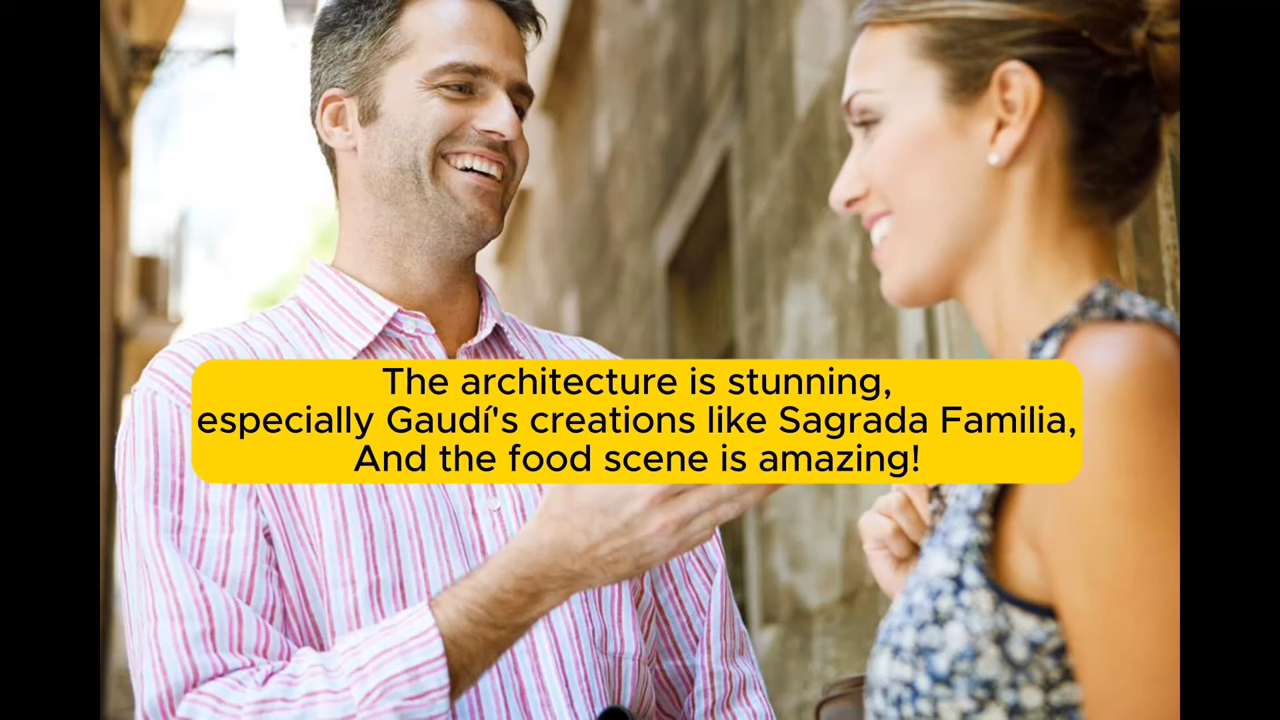 The architecture is stunning,
especially Gaudí's creations like Sagrada Familia,
And the food scene is amazing!